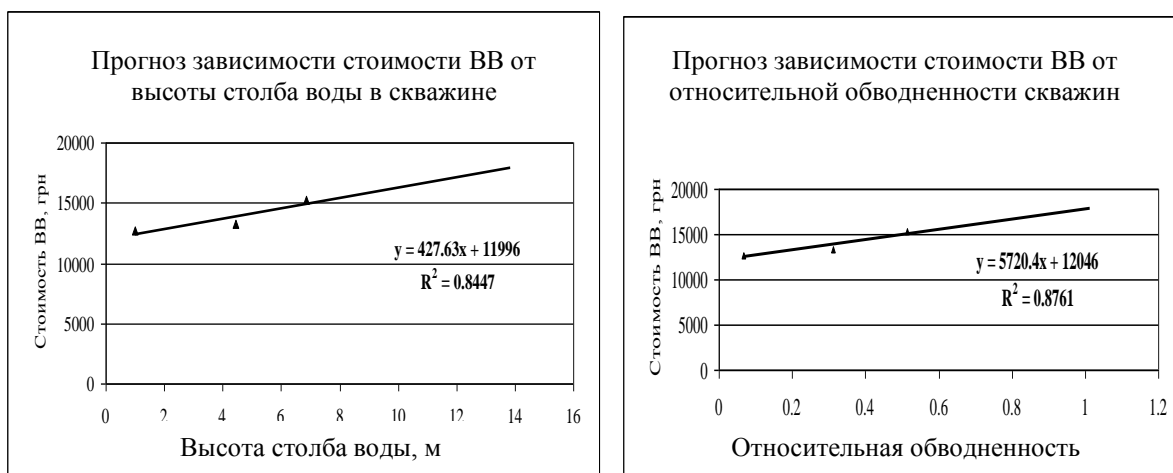 Прогноз зависимости стоимости ВВ от
высоты столба воды в скважине
Стоимость ВВ, грн
20000
15000
10000
5000
0
y = 427.63x + 11996
R² = 0.8447
0 2 4 6 8 10 12 14 16
Высота столба воды, м
Прогноз зависимости стоимости ВВ от
относительной обводненности скважин
Стоимость ВВ, грн
20000
15000
10000
5000
0
y = 5720.4x + 12046
R² = 0.8761
0 0.2 0.4 0.6 0.8 1 1.2
Относительная обводненность